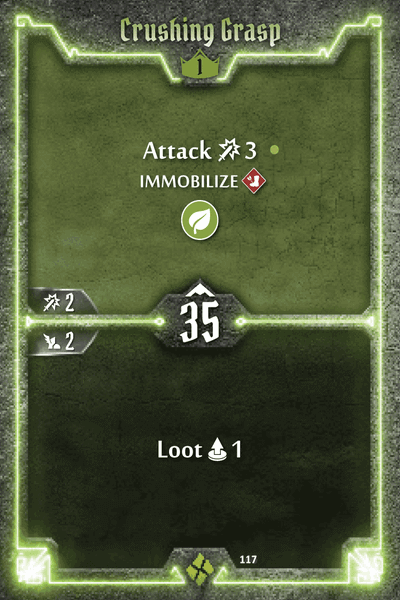 Crushing Grasp
1
Attack 3
IMMOBILIZE
2
35
2
Loot 1
117